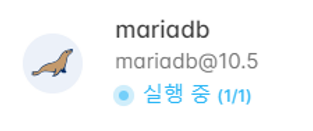 mariadb
mariadb@10.5
실행 중 (1/1)